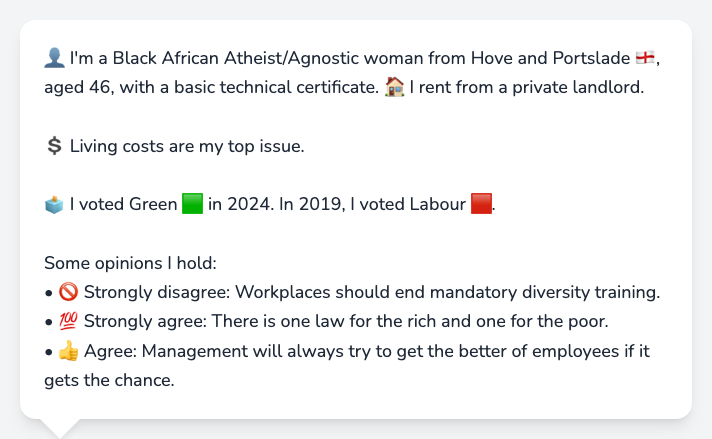 👤 I'm a Black African Atheist/Agnostic woman from Hove and Portslade 🏴󠁧󠁢󠁥󠁮󠁧󠁿,
aged 46, with a basic technical certificate. 🏠 I rent from a private landlord.
💲 Living costs are my top issue.
🗳️ I voted Green 🟩 in 2024. In 2019, I voted Labour 🟥.
Some opinions I hold:
• 🚫 Strongly disagree: Workplaces should end mandatory diversity training.
• 💯 Strongly agree: There is one law for the rich and one for the poor.
• 👍 Agree: Management will always try to get the better of employees if it
gets the chance.